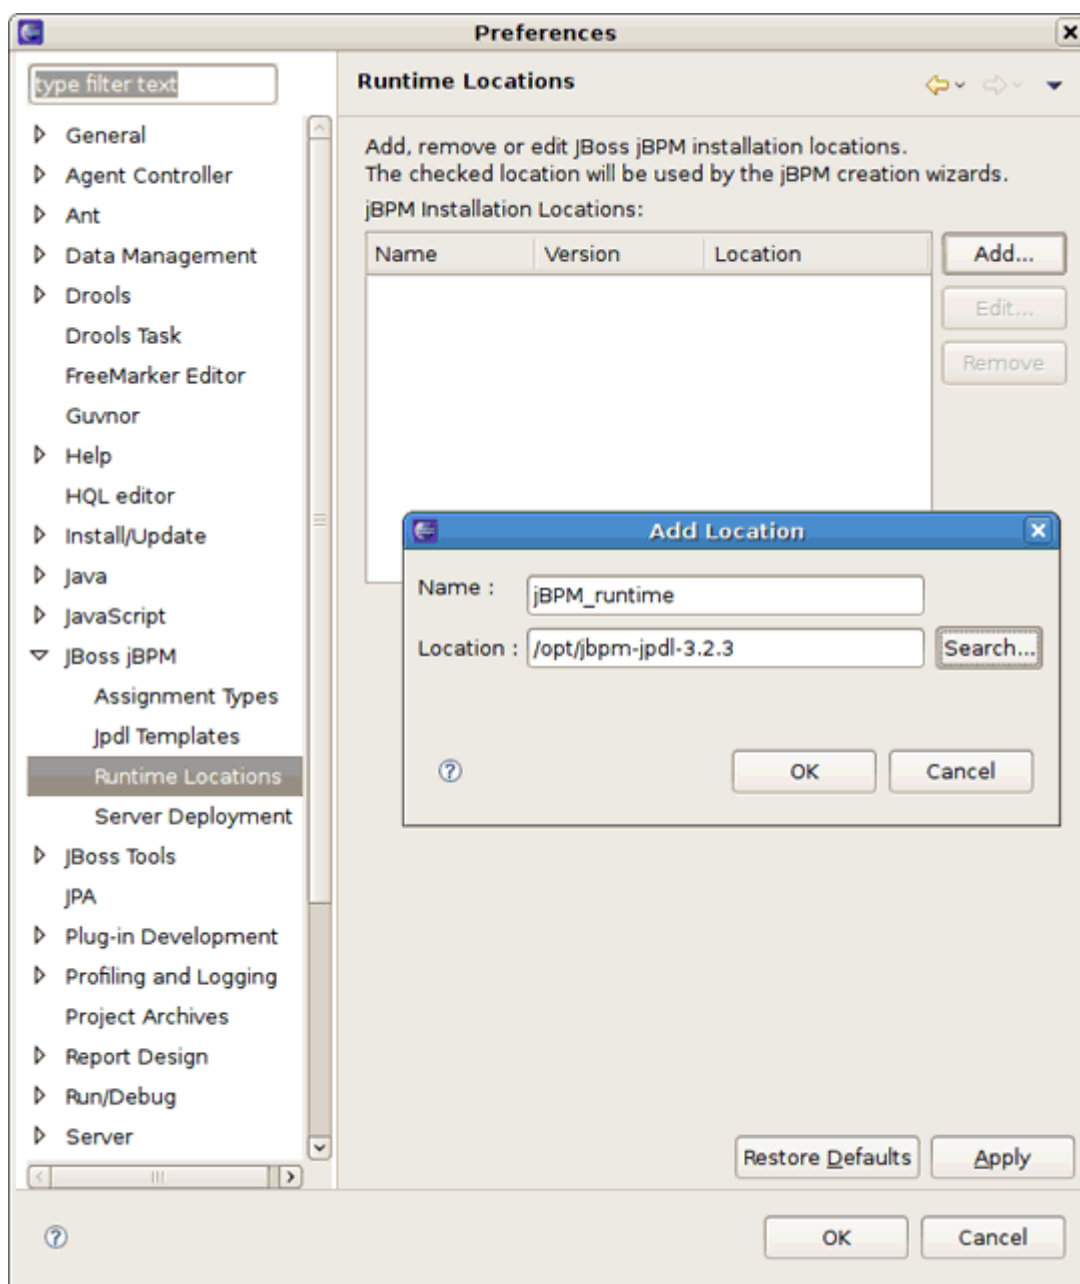 Preferences
type filter text
General
Agent Controller
Ant
Data Management
Drools
Drools Task
FreeMarker Editor
Guvnor
Help
HQL editor
Install/Update
Java
JavaScript
JBoss jBPM
Assignment Types
Jpdl Templates
Runtime Locations
Server Deployment
JBoss Tools
JPA
Plug-in Development
Profiling and Logging
Project Archives
Report Design
Run/Debug
Server
Runtime Locations
Add, remove or edit JBoss jBPM installation locations.
The checked location will be used by the jBPM creation wizards.
jBPM Installation Locations:
Name Version Location
Add...
Edit...
Remove
Add Location
Name : jBPM_runtime
Location : /opt/jbpm-jpdl-3.2.3 Search...
OK Cancel
Restore Defaults Apply
OK Cancel